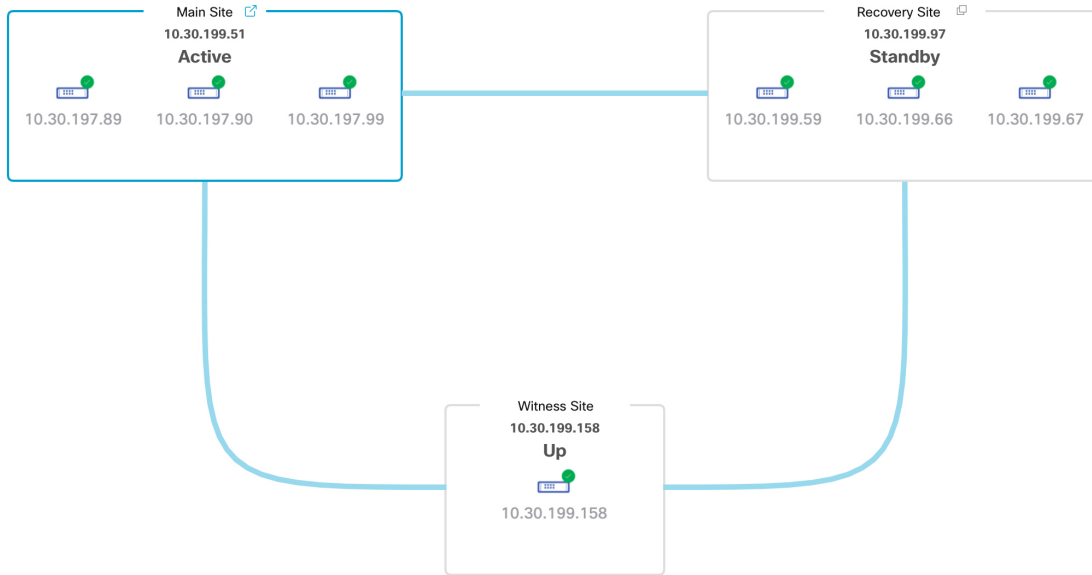 Main Site
10.30.199.51
Active
10.30.197.89 10.30.197.90 10.30.197.99
Recovery Site
10.30.199.97
Standby
10.30.199.59 10.30.199.66 10.30.199.67
Witness Site
10.30.199.158
Up
10.30.199.158